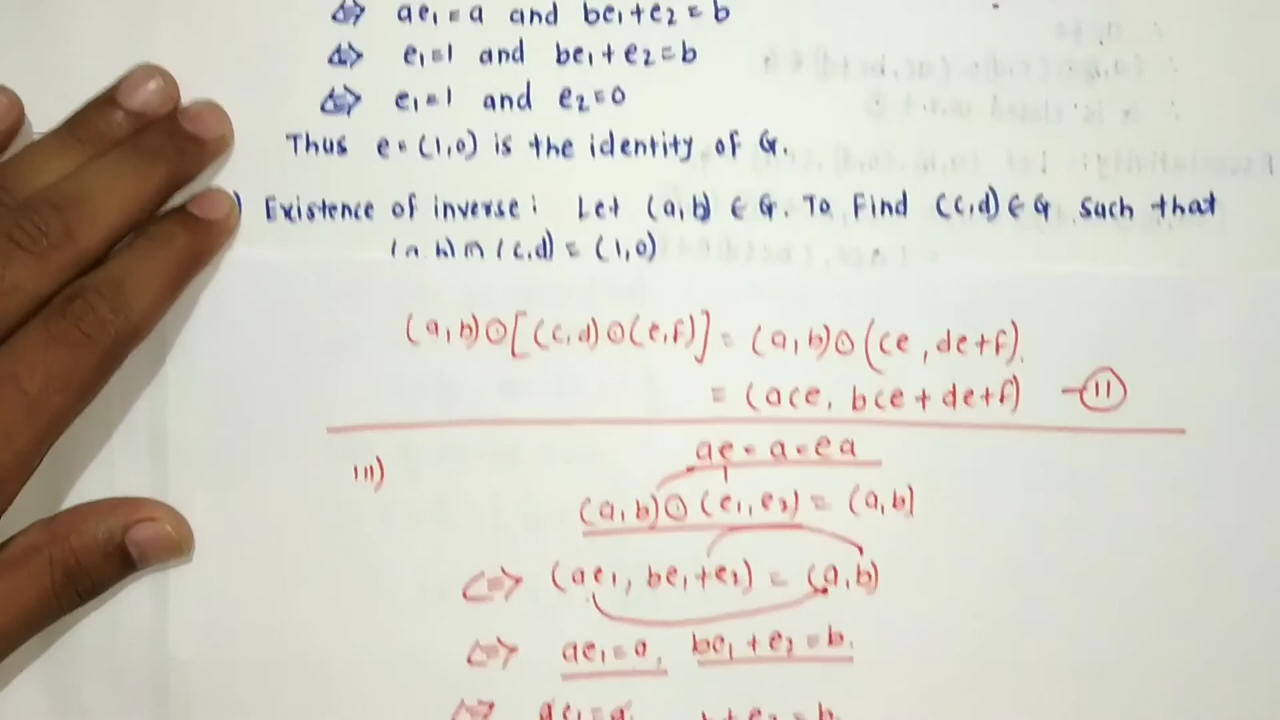 ⇔ ae₁ = a and be₁+e₂ = b
⇔ e₁=1 and be₁+e₂=b
⇔ e₁=1 and e₂=0
Thus e=(1,0) is the identity of G.
) Existence of inverse: Let (a,b) ∈ G. To Find (c,d) ∈ G such that
(a,b) ⊙ (c,d) = (1,0)
(a,b)⊙[(c,d)⊙(e,f)] = (a,b)⊙(ce, de+f).
= (ace, bce+de+f) —(II)
ae = a = ea
III)
(a,b)⊙(e₁,e₂) = (a,b)
⇔ (ae₁, be₁+e₂) = (a,b)
⇔ ae₁=a, be₁+e₂=b.
⇔ ae₁=a